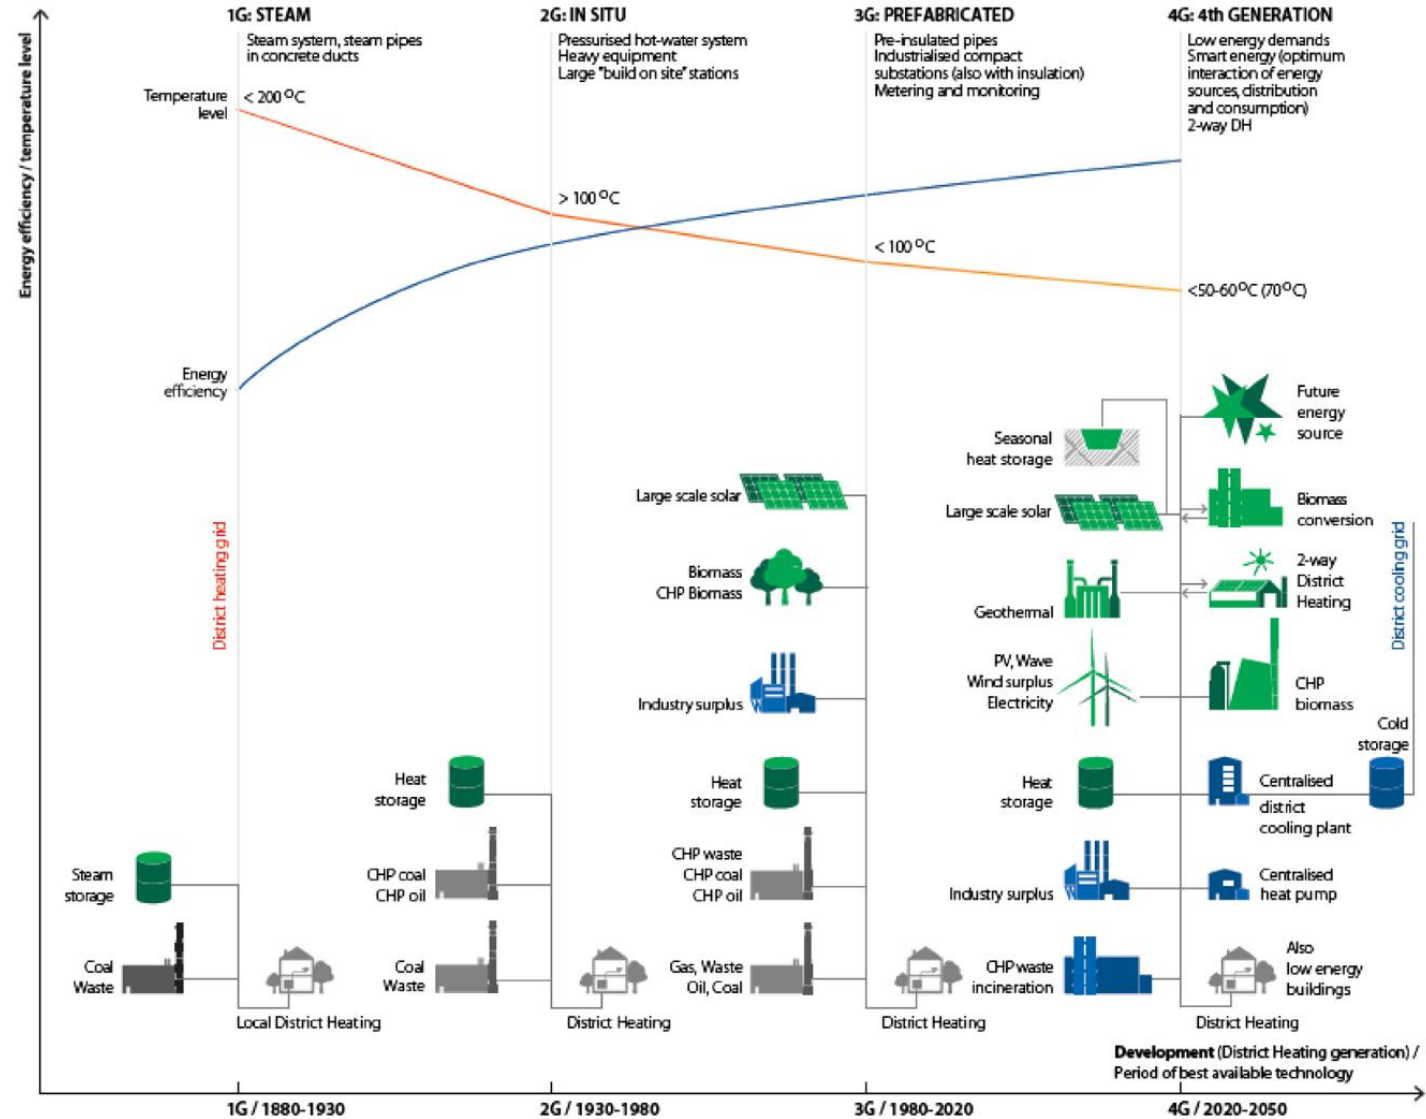 1G: STEAM
Steam system, steam pipes
in concrete ducts
2G: IN SITU
Pressurised hot-water system
Heavy equipment
Large "build on site" stations
3G: PREFABRICATED
Pre-insulated pipes
Industrialised compact
substations (also with insulation)
Metering and monitoring
4G: 4th GENERATION
Low energy demands
Smart energy (optimum
interaction of energy
sources, distribution
and consumption)
2-way DH
Energy efficiency / temperature level
Temperature
level
< 200 °C
> 100 °C
< 100 °C
<50-60°C (70°C)
Energy
efficiency
District heating grid
Steam
storage
Coal
Waste
Local District Heating
Heat
storage
CHP coal
CHP oil
Coal
Waste
District Heating
Large scale solar
Biomass
CHP Biomass
Industry surplus
Heat
storage
CHP waste
CHP coal
CHP oil
Gas, Waste
Oil, Coal
District Heating
Seasonal
heat storage
Large scale solar
Geothermal
PV, Wave
Wind surplus
Electricity
Heat
storage
Industry surplus
CHP waste
incineration
Future
energy
source
Biomass
conversion
2-way
District
Heating
CHP
biomass
Centralised
district
cooling plant
Centralised
heat pump
Also
low energy
buildings
District Heating
District cooling grid
Cold
storage
Development (District Heating generation) /
Period of best available technology
1G / 1880-1930
2G / 1930-1980
3G / 1980-2020
4G / 2020-2050